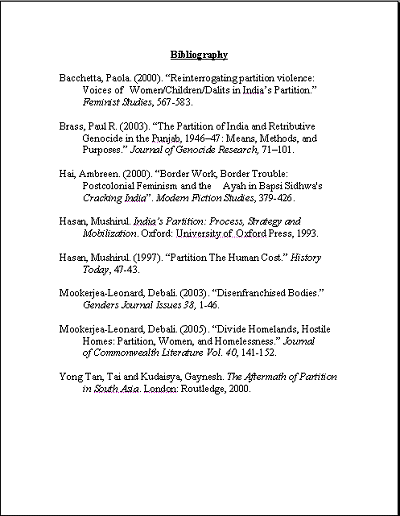 Bibliography
Bacchetta, Paola. (2000). “Reinterrogating partition violence:
Voices of Women/Children/Dalits in India’s Partition.”
Feminist Studies, 567-583.
Brass, Paul R. (2003). “The Partition of India and Retributive
Genocide in the Punjab, 1946–47: Means, Methods, and
Purposes.” Journal of Genocide Research, 71–101.
Hai, Ambreen. (2000). “Border Work, Border Trouble:
Postcolonial Feminism and the Ayah in Bapsi Sidhwa's
Cracking India”. Modern Fiction Studies, 379-426.
Hasan, Mushirul. India’s Partition: Process, Strategy and
Mobilization. Oxford: University of Oxford Press, 1993.
Hasan, Mushirul. (1997). “Partition The Human Cost.” History
Today, 47-43.
Mookerjea-Leonard, Debali. (2003). “Disenfranchised Bodies.”
Genders Journal Issues 38, 1-46.
Mookerjea-Leonard, Debali. (2005). “Divide Homelands, Hostile
Homes: Partition, Women, and Homelessness.” Journal
of Commonwealth Literature Vol. 40, 141-152.
Yong Tan, Tai and Kudaisya, Gaynesh. The Aftermath of Partition
in South Asia. London: Routledge, 2000.